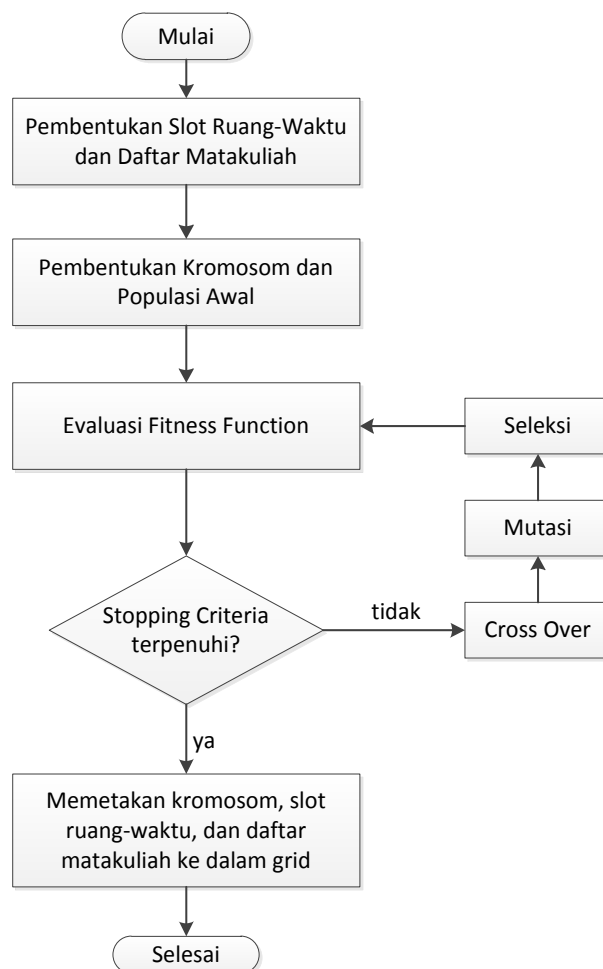 Mulai
Pembentukan Slot Ruang-Waktu
dan Daftar Matakuliah
Pembentukan Kromosom dan
Populasi Awal
Evaluasi Fitness Function
Seleksi
Mutasi
Stopping Criteria
terpenuhi?
tidak
Cross Over
ya
Memetakan kromosom, slot
ruang-waktu, dan daftar
matakuliah ke dalam grid
Selesai